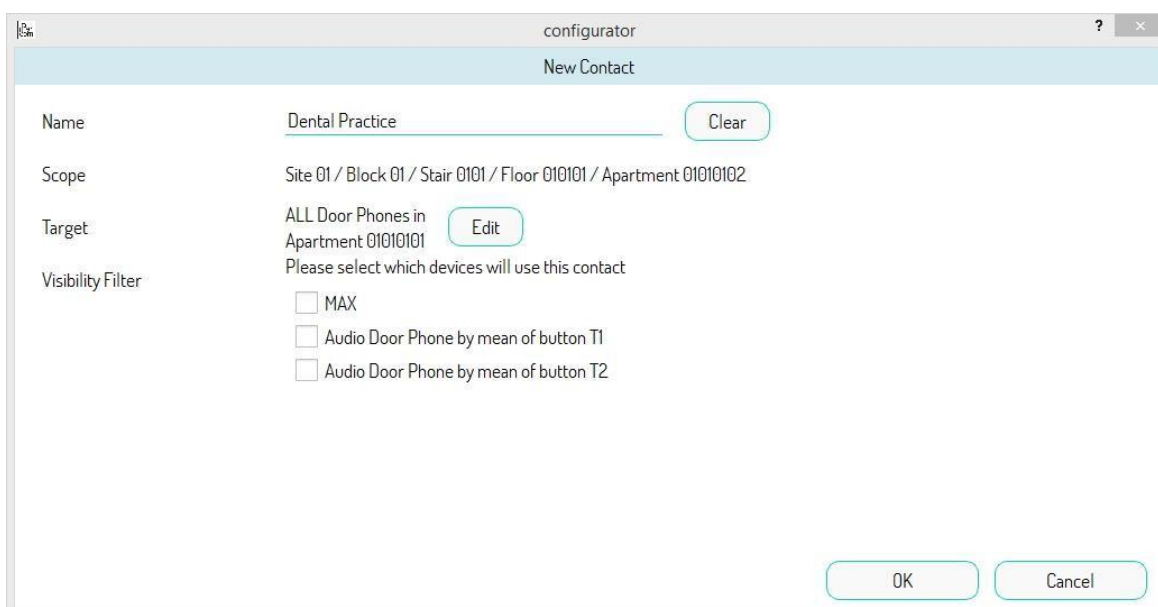 configurator
?
New Contact
Name
Dental Practice
Clear
Scope
Site 01 / Block 01 / Stair 0101 / Floor 010101 / Apartment 01010102
Target
ALL Door Phones in
Apartment 01010101
Edit
Visibility Filter
Please select which devices will use this contact
MAX
Audio Door Phone by mean of button T1
Audio Door Phone by mean of button T2
OK
Cancel